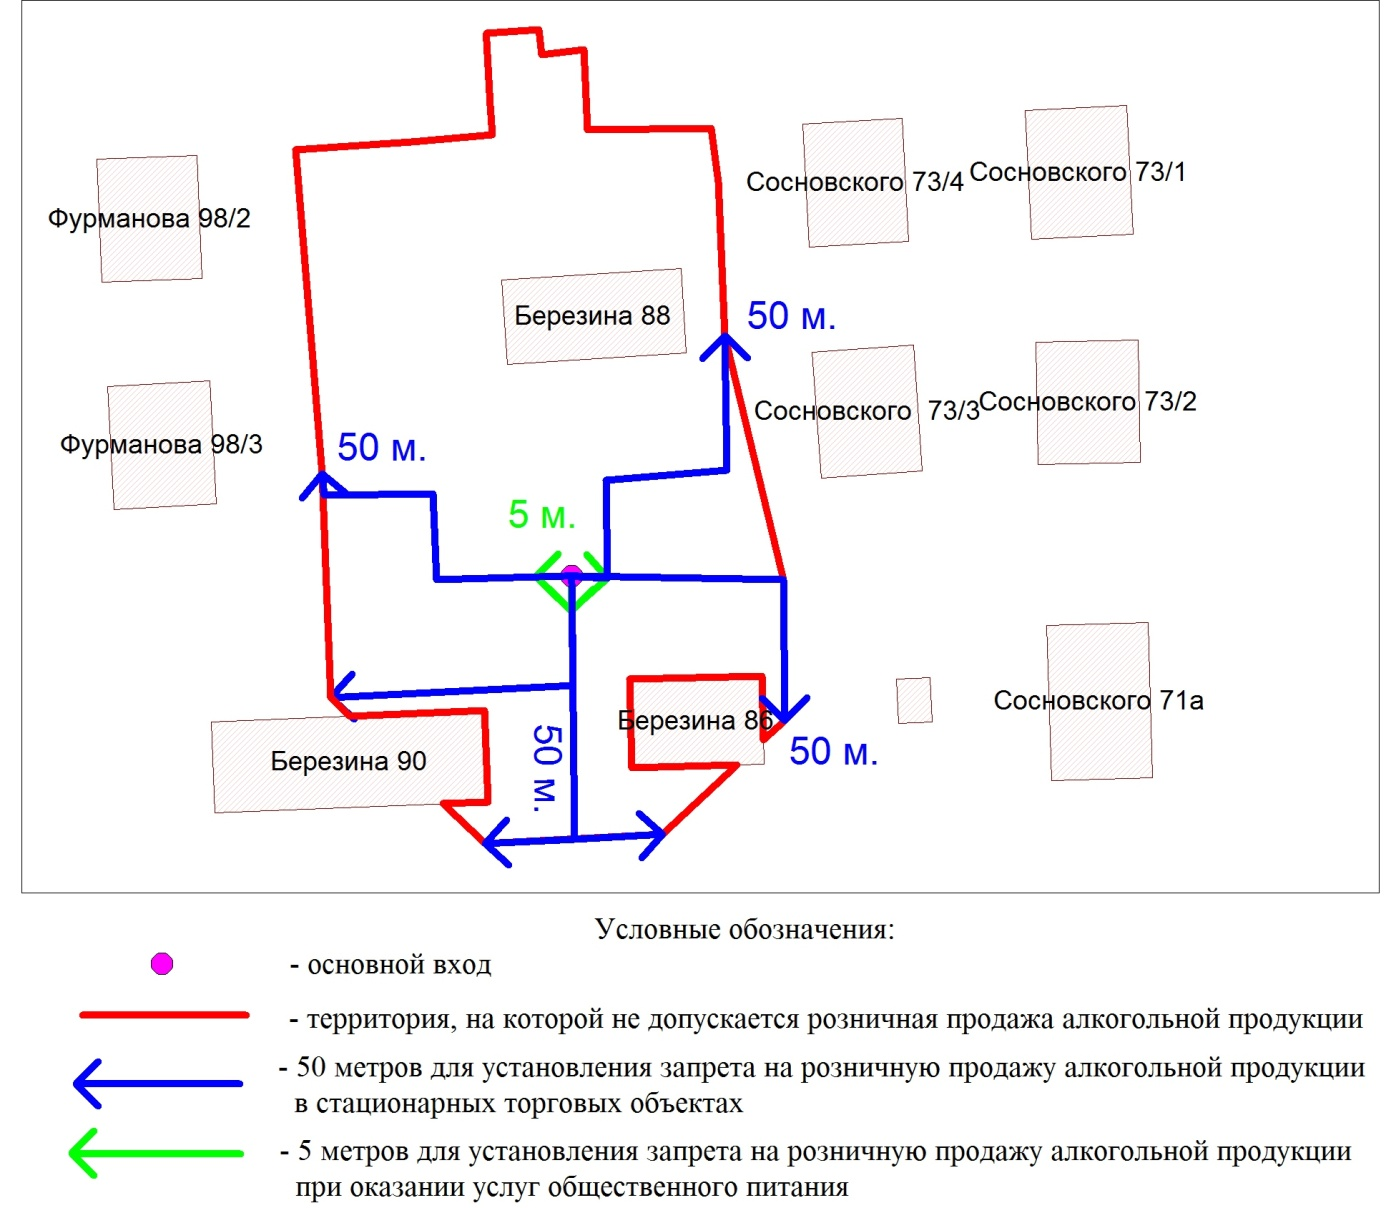 Сосновского 73/4
Сосновского 73/1
Фурманова 98/2
Березина 88
50 м.
Сосновского 73/3
Сосновского 73/2
Фурманова 98/3
50 м.
5 м.
Березина 86
Сосновского 71а
Березина 90
50 м.
50 м.
Условные обозначения:
- основной вход
- территория, на которой не допускается розничная продажа алкогольной продукции
- 50 метров для установления запрета на розничную продажу алкогольной продукции
в стационарных торговых объектах
- 5 метров для установления запрета на розничную продажу алкогольной продукции
при оказании услуг общественного питания